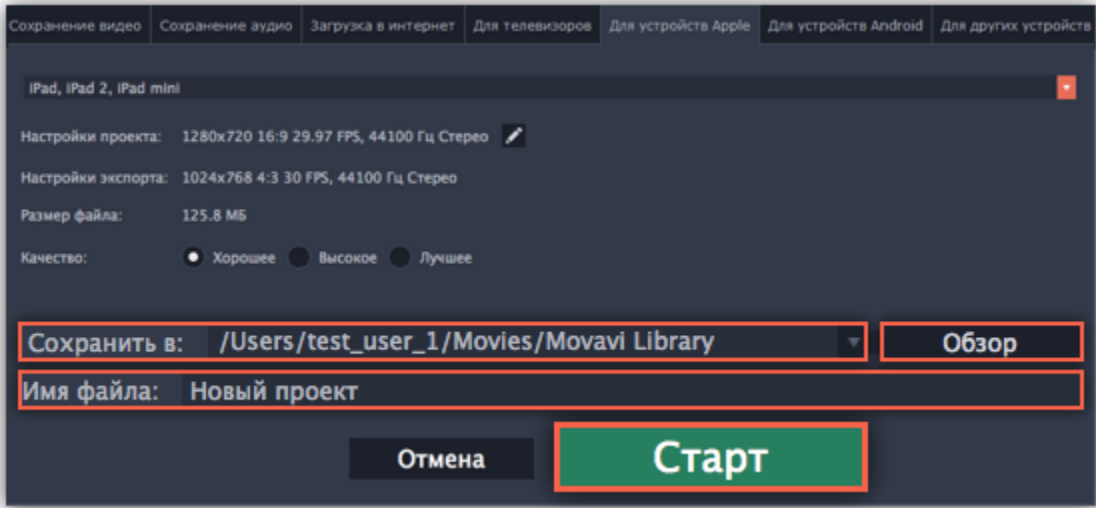 Сохранение видео Сохранение аудио Загрузка в интернет Для телевизоров Для устройств Apple Для устройств Android Для других устройств
iPad, iPad 2, iPad mini
Настройки проекта: 1280x720 16:9 29.97 FPS, 44100 Гц Стерео
Настройки экспорта: 1024x768 4:3 30 FPS, 44100 Гц Стерео
Размер файла: 125.8 МБ
Качество: Хорошее Высокое Лучшее
Сохранить в: /Users/test_user_1/Movies/Movavi Library Обзор
Имя файла: Новый проект
Отмена Старт